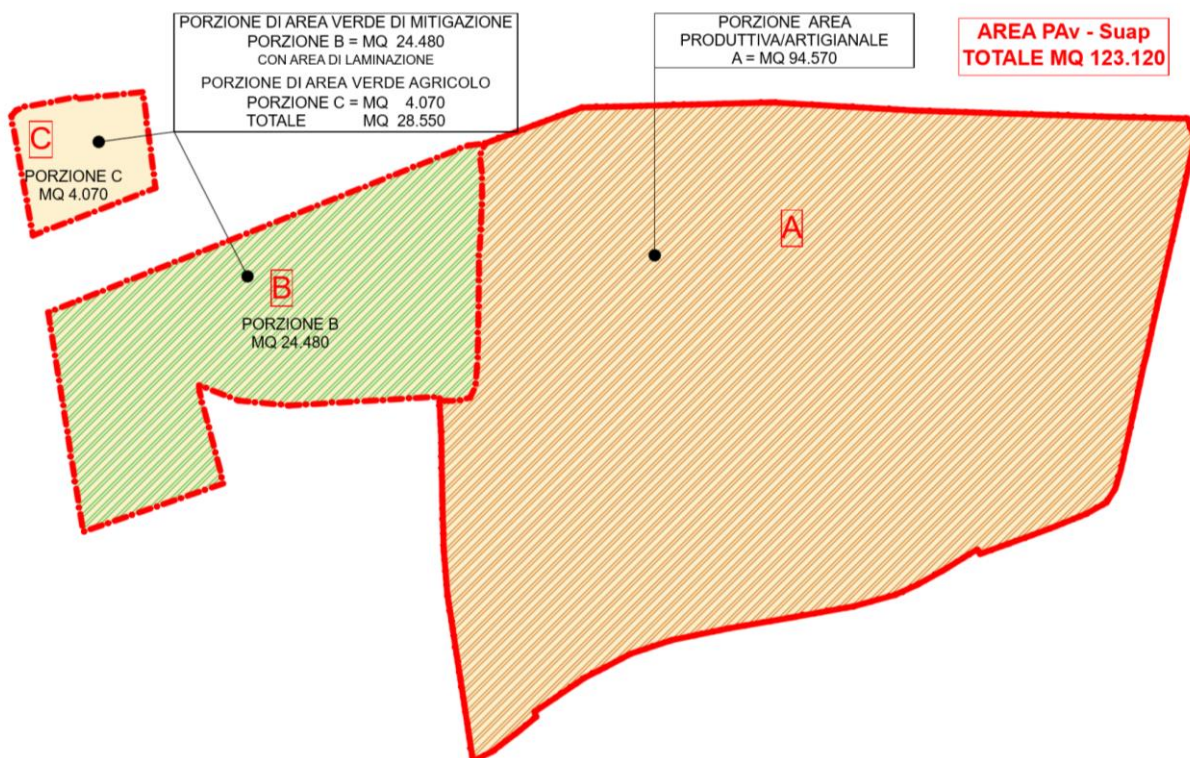 PORZIONE DI AREA VERDE DI MITIGAZIONE
PORZIONE B = MQ 24.480
CON AREA DI LAMINAZIONE
PORZIONE DI AREA VERDE AGRICOLO
PORZIONE C = MQ 4.070
TOTALE MQ 28.550
PORZIONE AREA
PRODUTTIVA/ARTIGIANALE
A = MQ 94.570
AREA PAv - Suap
TOTALE MQ 123.120
C
PORZIONE C
MQ 4.070
A
B
PORZIONE B
MQ 24.480